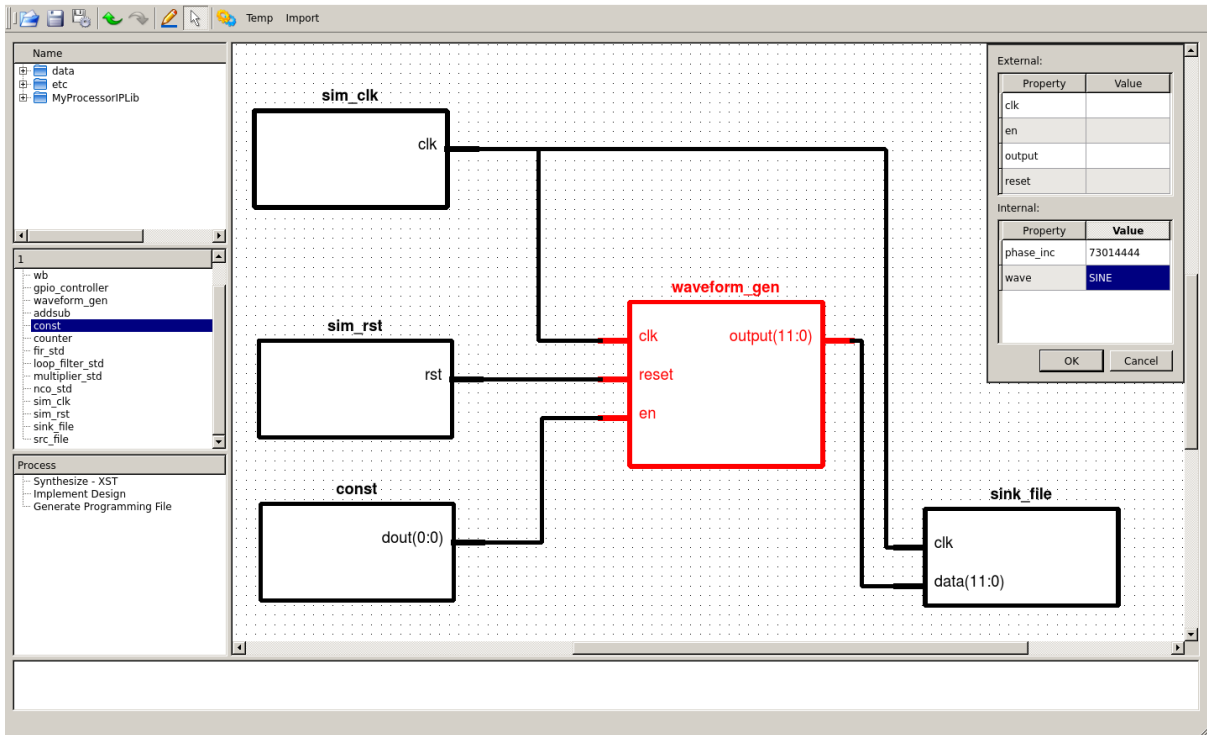 Temp Import
Name
data
etc
MyProcessorIPLib
1
wb
gpio_controller
waveform_gen
addsub
const
counter
fir_std
loop_filter_std
multiplier_std
nco_std
sim_clk
sim_rst
sink_file
src_file
Process
Synthesize - XST
Implement Design
Generate Programming File
sim_clk
clk
sim_rst
rst
const
dout(0:0)
waveform_gen
clk output(11:0)
reset
en
sink_file
clk
data(11:0)
External:
Property Value
clk
en
output
reset
Internal:
Property Value
phase_inc 73014444
wave SINE
OK Cancel